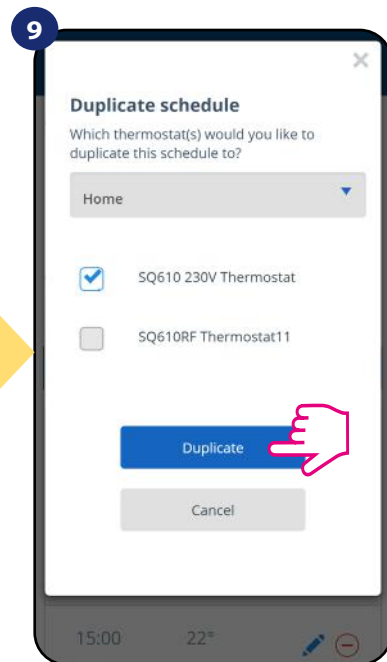 9
×
Duplicate schedule
Which thermostat(s) would you like to
duplicate this schedule to?
Home
SQ610 230V Thermostat
SQ610RF Thermostat11
Duplicate
Cancel
15:00 22°